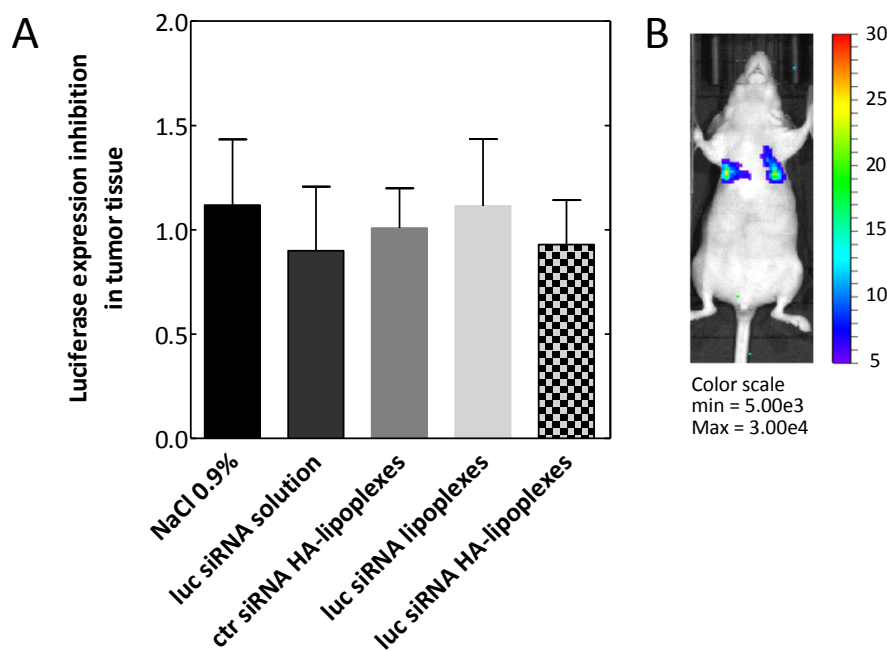 A
Luciferase expression inhibition
in tumor tissue
2.0
1.5
1.0
0.5
0.0
NaCl 0.9%
luc siRNA solution
ctr siRNA HA-lipoplexes
luc siRNA lipoplexes
luc siRNA HA-lipoplexes
B
30
25
20
15
10
5
Color scale
min = 5.00e3
Max = 3.00e4